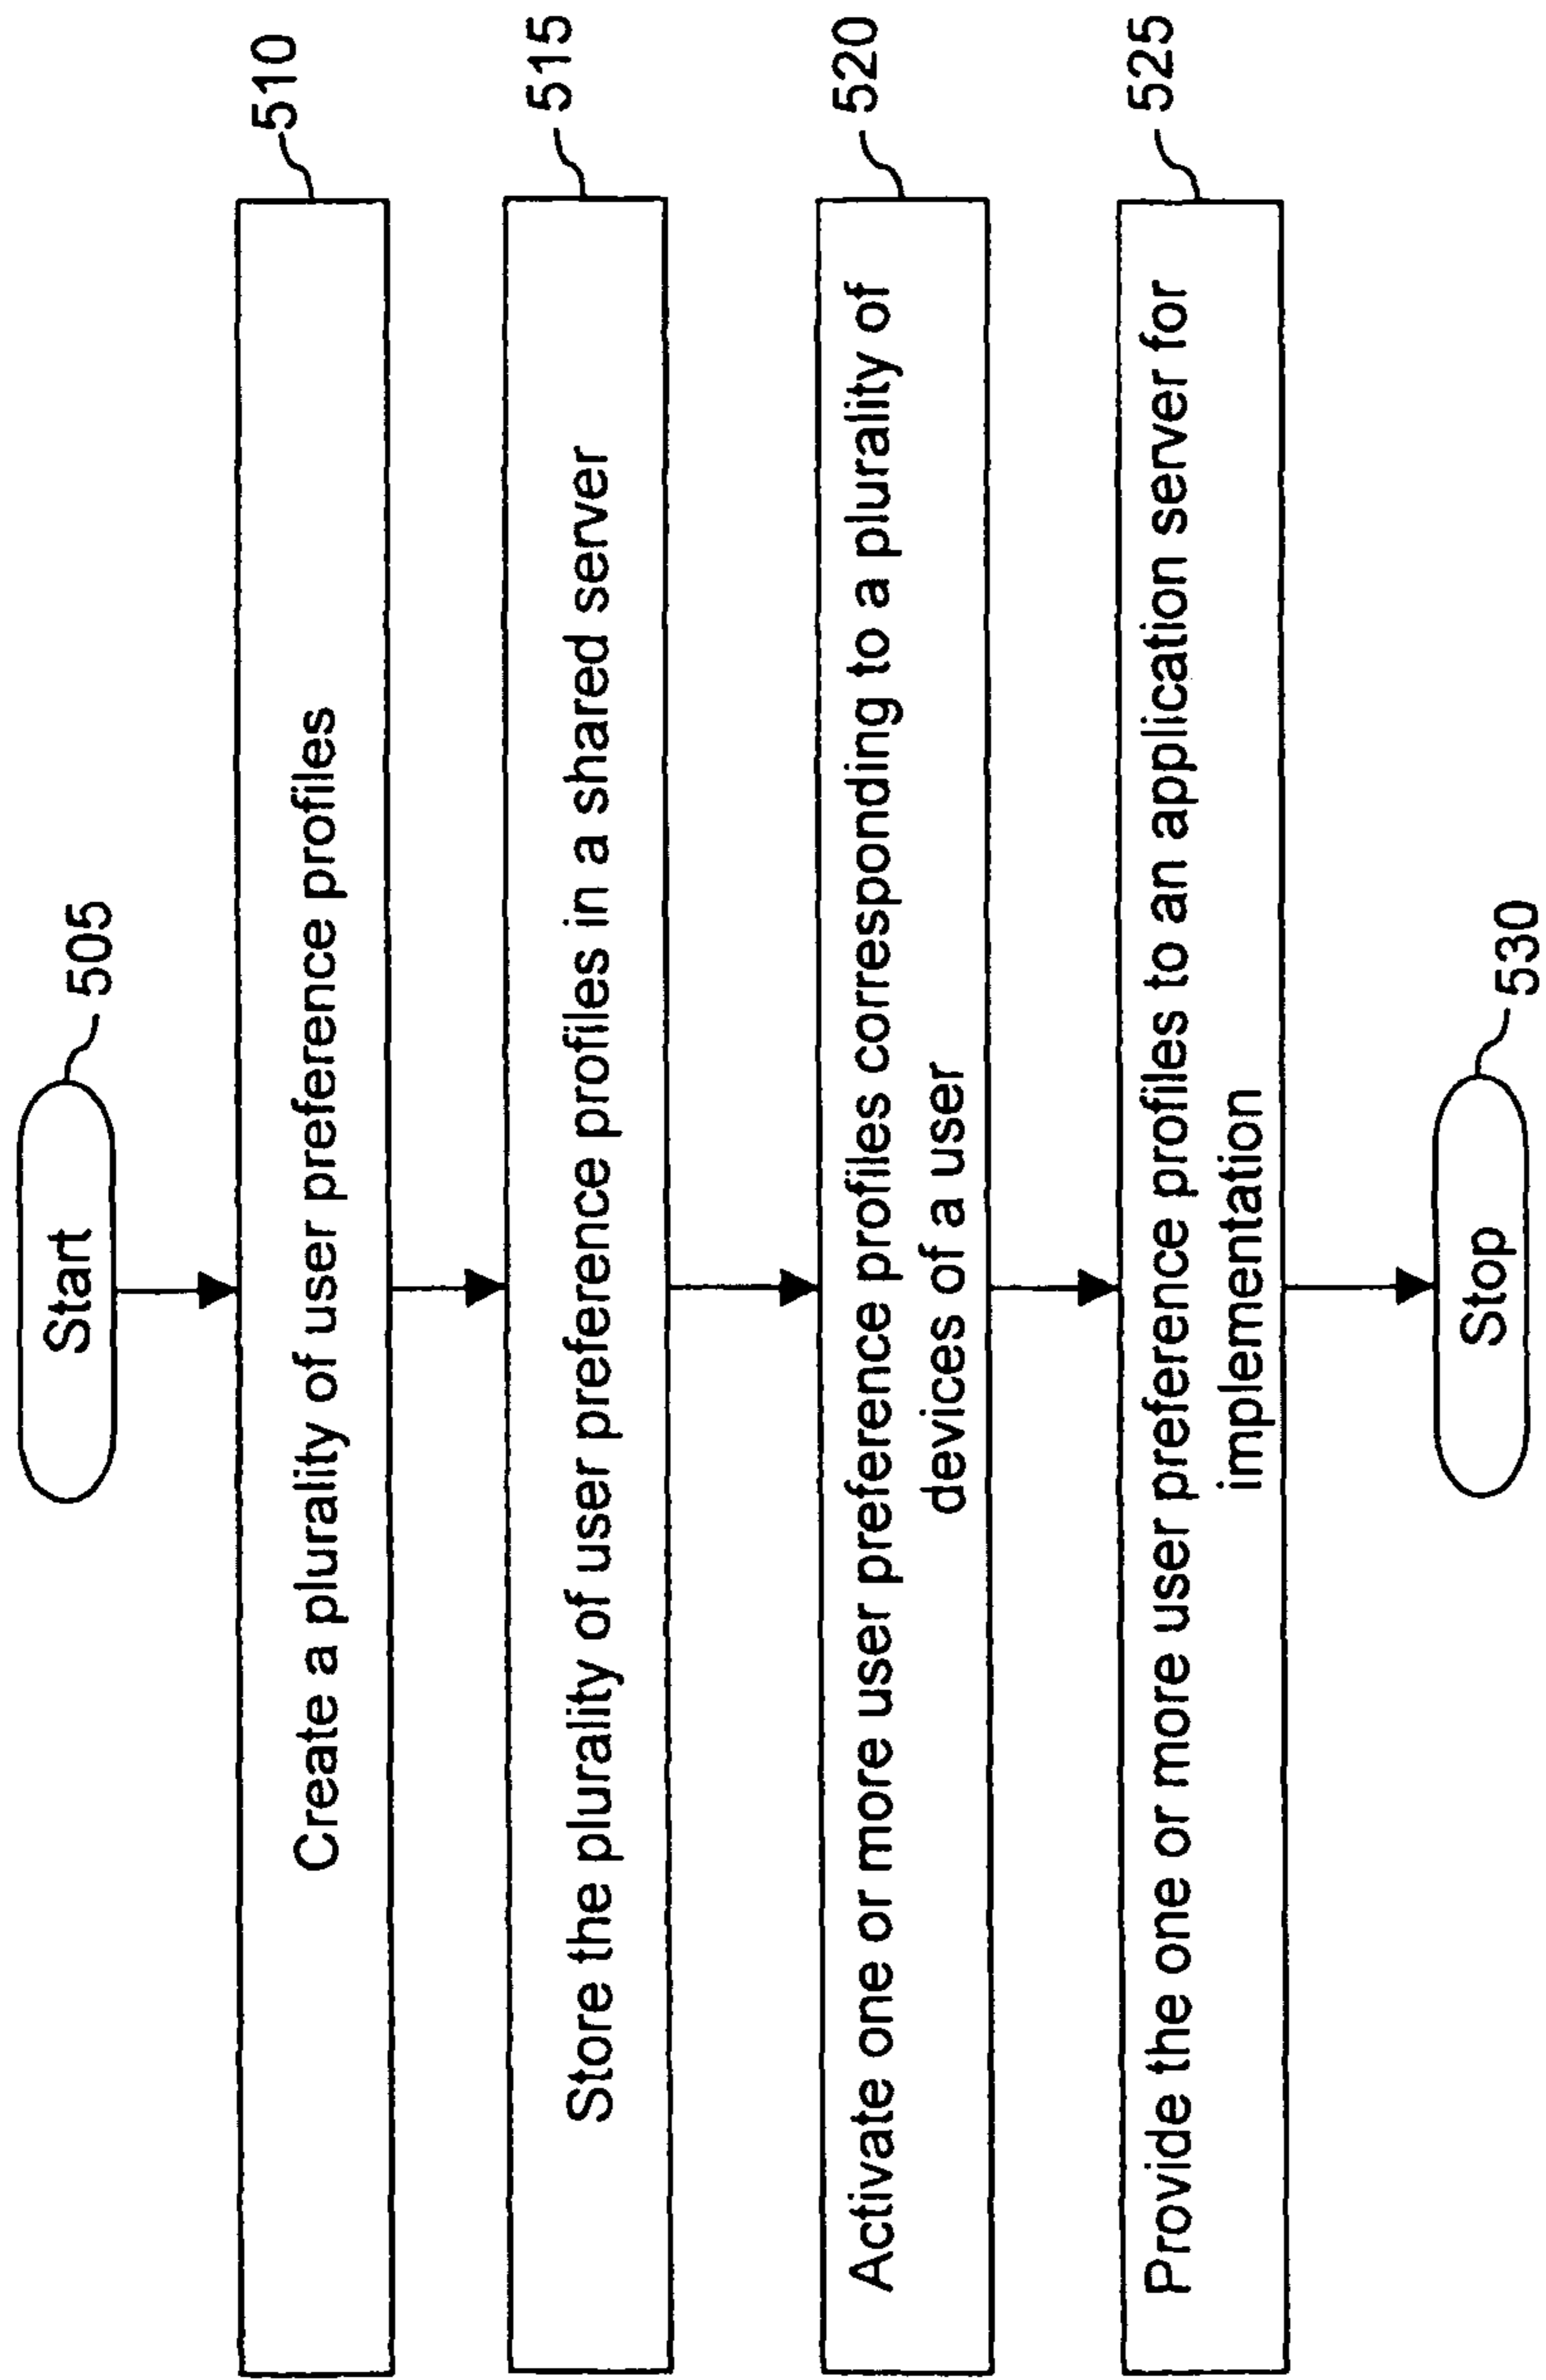 Start
505
510
Create a plurality of user preference profiles
515
Store the plurality of user preference profiles in a shared server
520
Activate one or more user preference profiles corresponding to a plurality of
devices of a user
525
Provide the one or more user preference profiles to an application server for
implementation
530
Stop